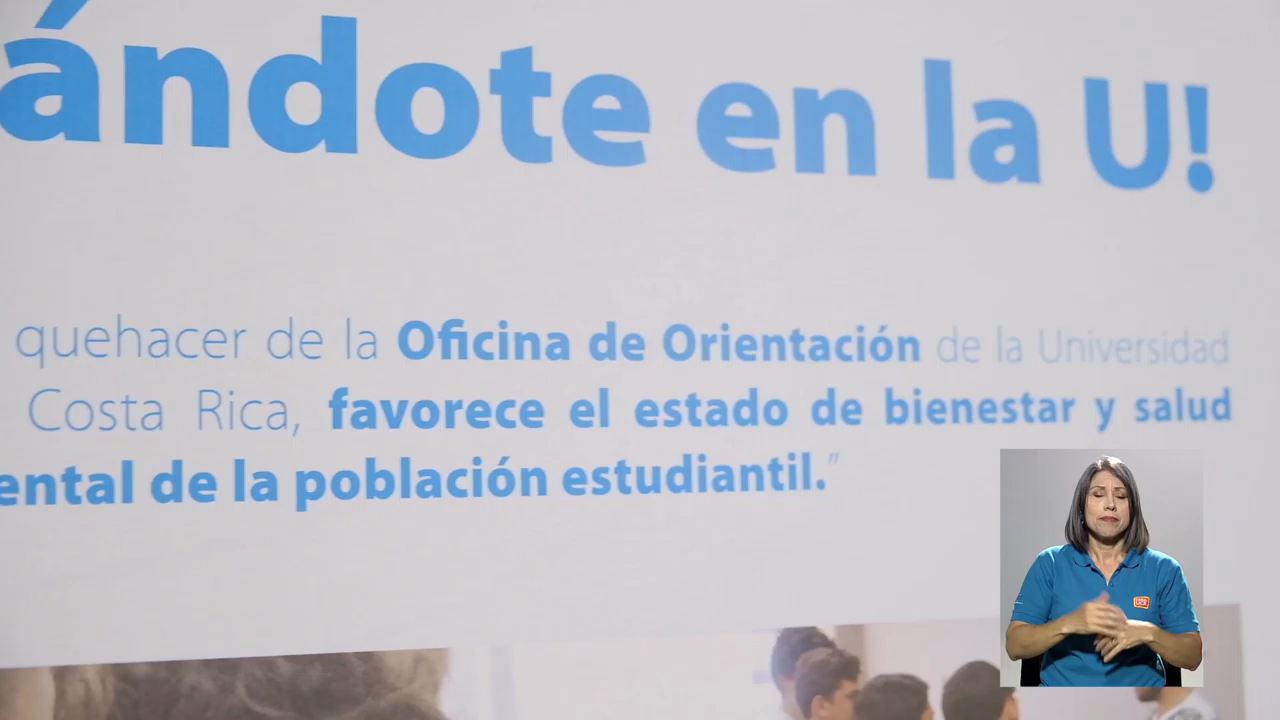 ándote en la U!
quehacer de la Oficina de Orientación de la Universidad
Costa Rica, favorece el estado de bienestar y salud
ental de la población estudiantil.”